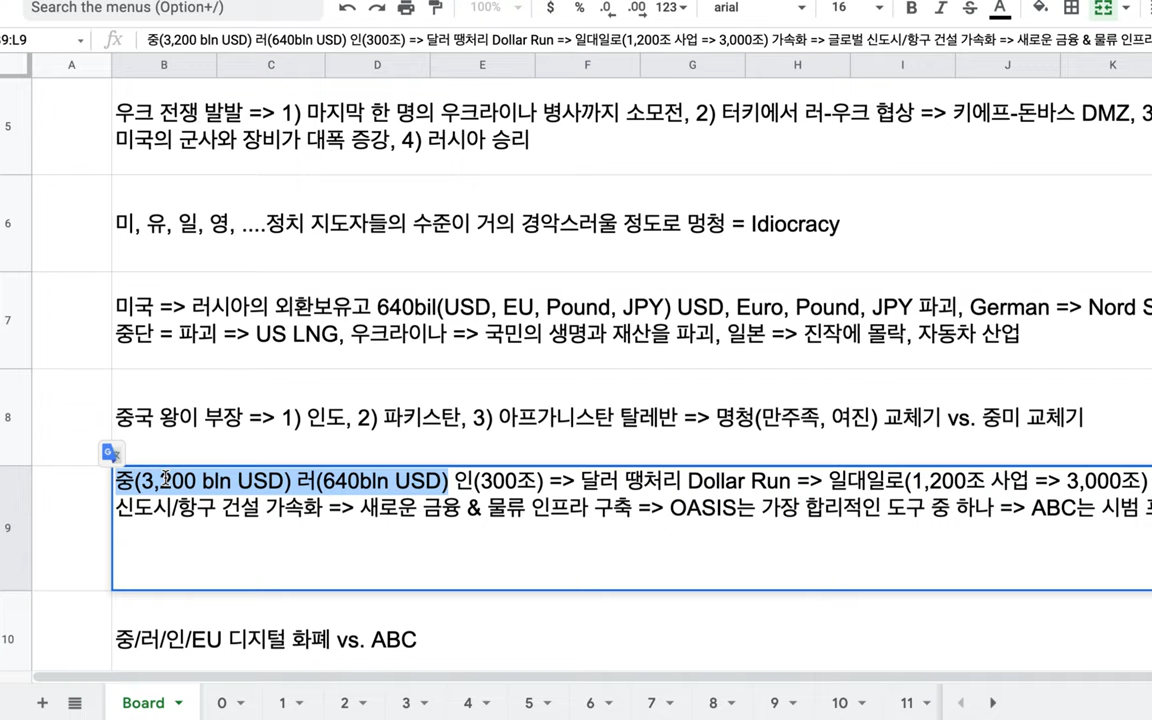 Search the menus (Option+/)
100%
$ % .0 .00 123 arial 16 B I S A
9:L9
fx 중(3,200 bln USD) 러(640bln USD) 인(300조) => 달러 땡처리 Dollar Run => 일대일로(1,200조 사업 => 3,000조) 가속화 => 글로벌 신도시/항구 건설 가속화 => 새로운 금융 & 물류 인프라
A B C D E F G H I J K
5
우크 전쟁 발발 => 1) 마지막 한 명의 우크라이나 병사까지 소모전, 2) 터키에서 러-우크 협상 => 키에프-돈바스 DMZ, 3
미국의 군사와 장비가 대폭 증강, 4) 러시아 승리
6
미, 유, 일, 영, ....정치 지도자들의 수준이 거의 경악스러울 정도로 멍청 = Idiocracy
7
미국 => 러시아의 외환보유고 640bil(USD, EU, Pound, JPY) USD, Euro, Pound, JPY 파괴, German => Nord S
중단 = 파괴 => US LNG, 우크라이나 => 국민의 생명과 재산을 파괴, 일본 => 진작에 몰락, 자동차 산업
8
중국 왕이 부장 => 1) 인도, 2) 파키스탄, 3) 아프가니스탄 탈레반 => 명청(만주족, 여진) 교체기 vs. 중미 교체기
9
중(3,200 bln USD) 러(640bln USD) 인(300조) => 달러 땡처리 Dollar Run => 일대일로(1,200조 사업 => 3,000조)
신도시/항구 건설 가속화 => 새로운 금융 & 물류 인프라 구축 => OASIS는 가장 합리적인 도구 중 하나 => ABC는 시범
10
중/러/인/EU 디지털 화폐 vs. ABC
Board 0 1 2 3 4 5 6 7 8 9 10 11